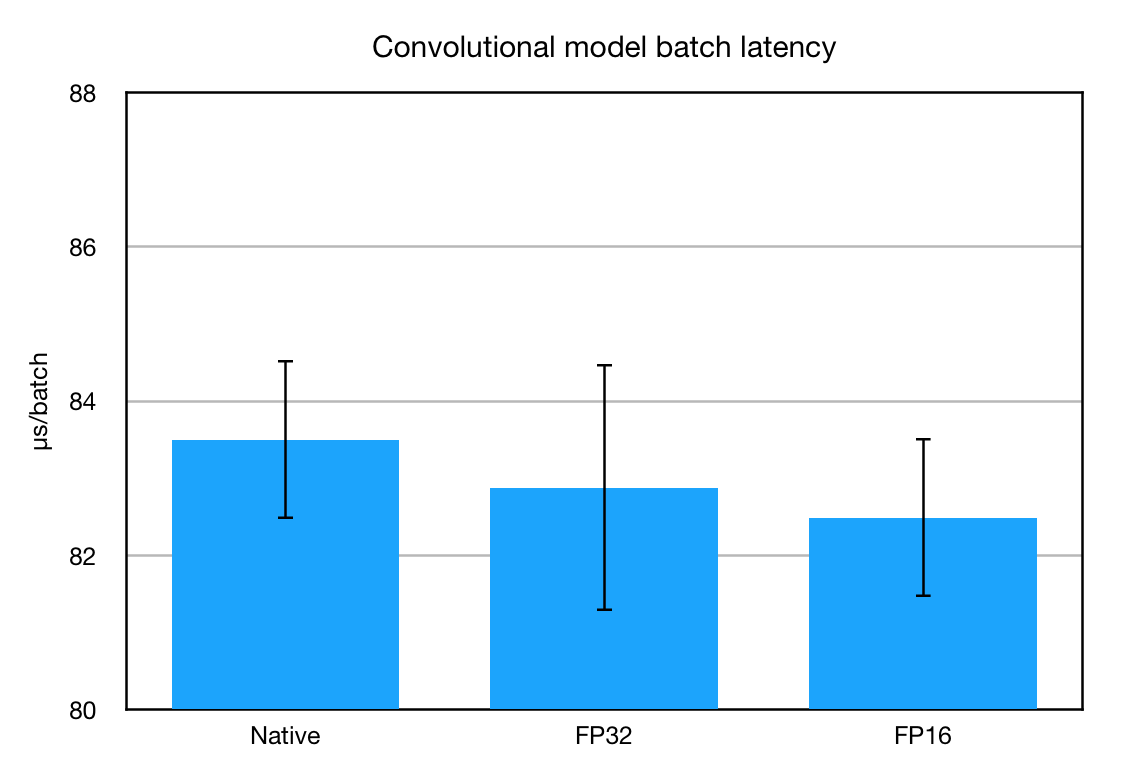 Convolutional model batch latency
88
86
84
82
80
µs/batch
Native
FP32
FP16